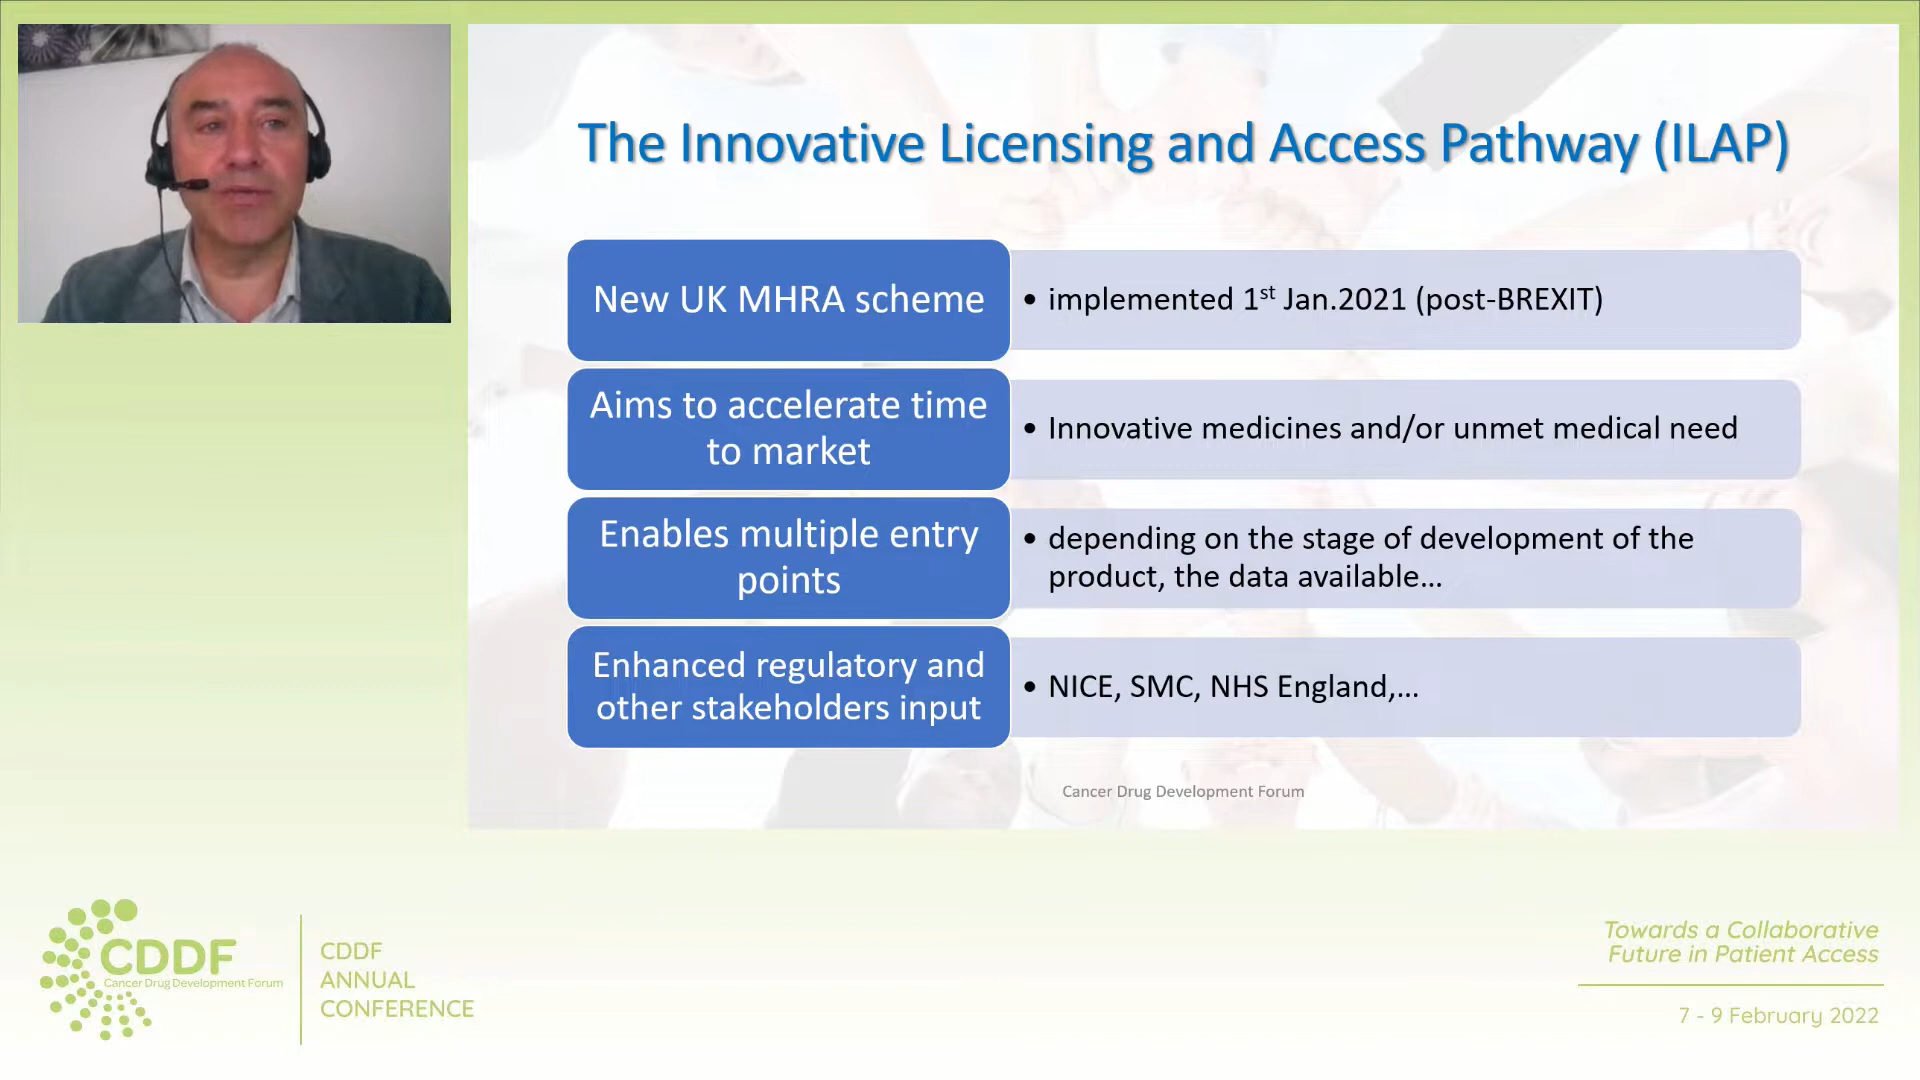 The Innovative Licensing and Access Pathway (ILAP)
New UK MHRA scheme
• implemented 1st Jan.2021 (post-BREXIT)
Aims to accelerate time
to market
• Innovative medicines and/or unmet medical need
Enables multiple entry
points
• depending on the stage of development of the
product, the data available...
Enhanced regulatory and
other stakeholders input
• NICE, SMC, NHS England,...
Cancer Drug Development Forum
CDDF
Cancer Drug Development Forum
CDDF
ANNUAL
CONFERENCE
Towards a Collaborative
Future in Patient Access
7 - 9 February 2022